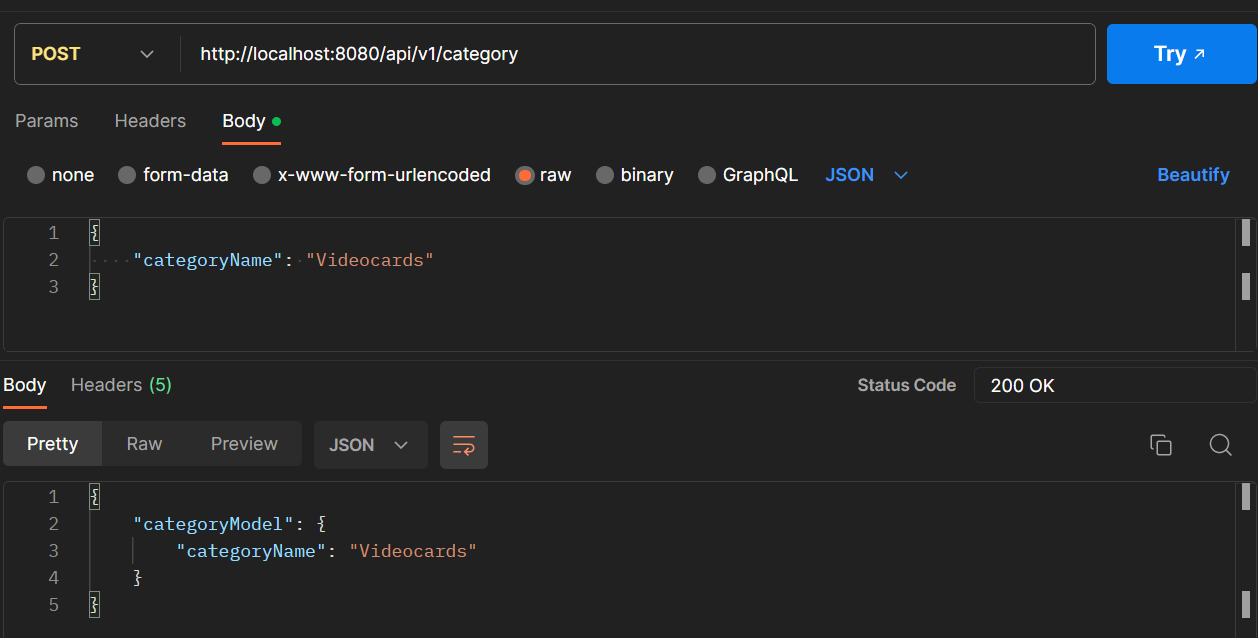 POST http://localhost:8080/api/v1/category Try ↗
Params Headers Body
none form-data x-www-form-urlencoded raw binary GraphQL JSON Beautify
1 {
2 "categoryName": "Videocards"
3 }
Body Headers (5) Status Code 200 OK
Pretty Raw Preview JSON
1 {
2 "categoryModel": {
3 "categoryName": "Videocards"
4 }
5 }